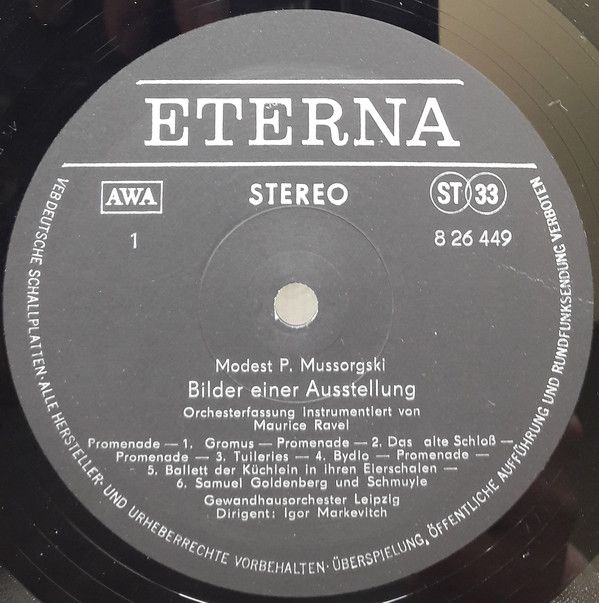 ETERNA
AWA
STEREO
ST 33
1
8 26 449
Modest P. Mussorgski
Bilder einer Ausstellung
Orchesterfassung instrumentiert von
Maurice Ravel
Promenade — 1. Gromus — Promenade — 2. Das alte Schloß —
Promenade — 3. Tuileries — 4. Bydlo — Promenade —
5. Ballett der Küchlein in ihren Eierschalen —
6. Samuel Goldenberg und Schmuyle
Gewandhausorchester Leipzig
Dirigent: Igor Markevitch
VEB DEUTSCHE SCHALLPLATTEN · ALLE HERSTELLER- UND URHEBERRECHTE VORBEHALTEN · ÜBERSPIELUNG, ÖFFENTLICHE AUFFÜHRUNG UND RUNDFUNKSENDUNG VERBOTEN